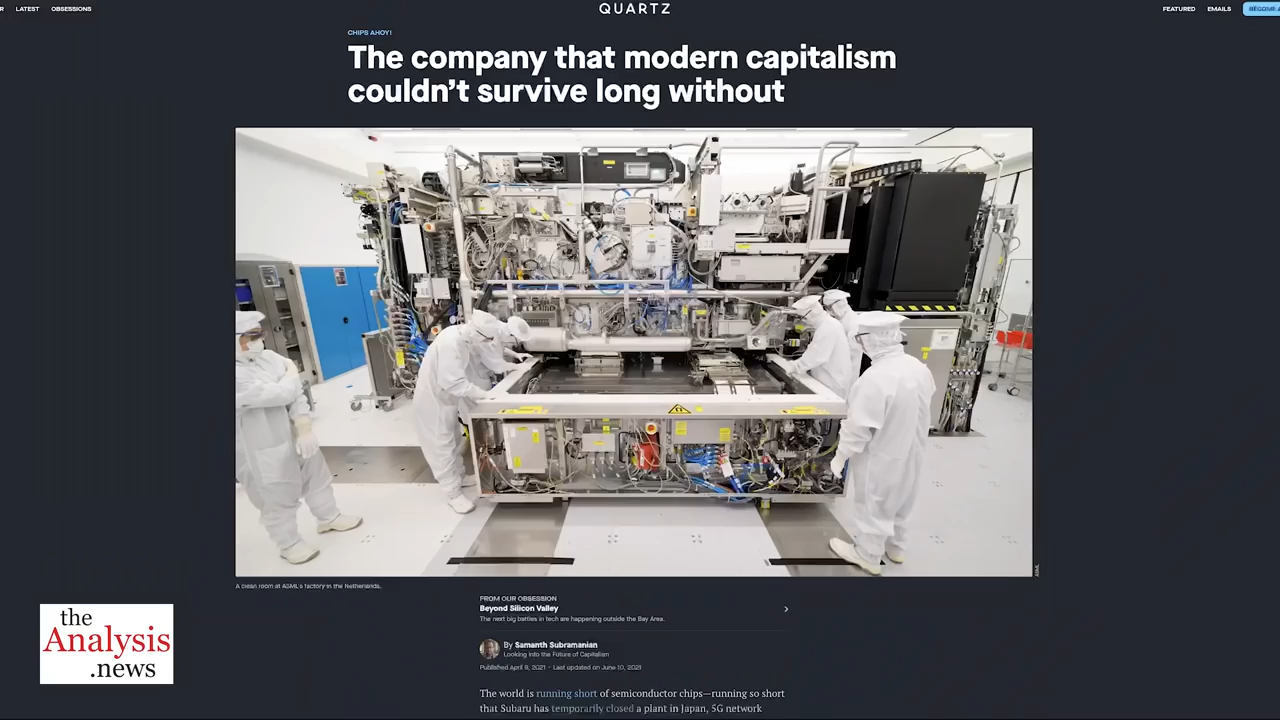 LATEST OBSESSIONS QUARTZ FEATURED EMAILS
CHIPS AHOY!
The company that modern capitalism
couldn’t survive long without
ASML
A clean room at ASML's factory in the Netherlands.
FROM OUR OBSESSION
Beyond Silicon Valley
The next big battles in tech are happening outside the Bay Area.
By Samanth Subramanian
Looking into the Future of Capitalism
Published April 9, 2021 • Last updated on June 10, 2021
The world is running short of semiconductor chips—running so short
that Subaru has temporarily closed a plant in Japan, 5G network
the
Analysis
.news